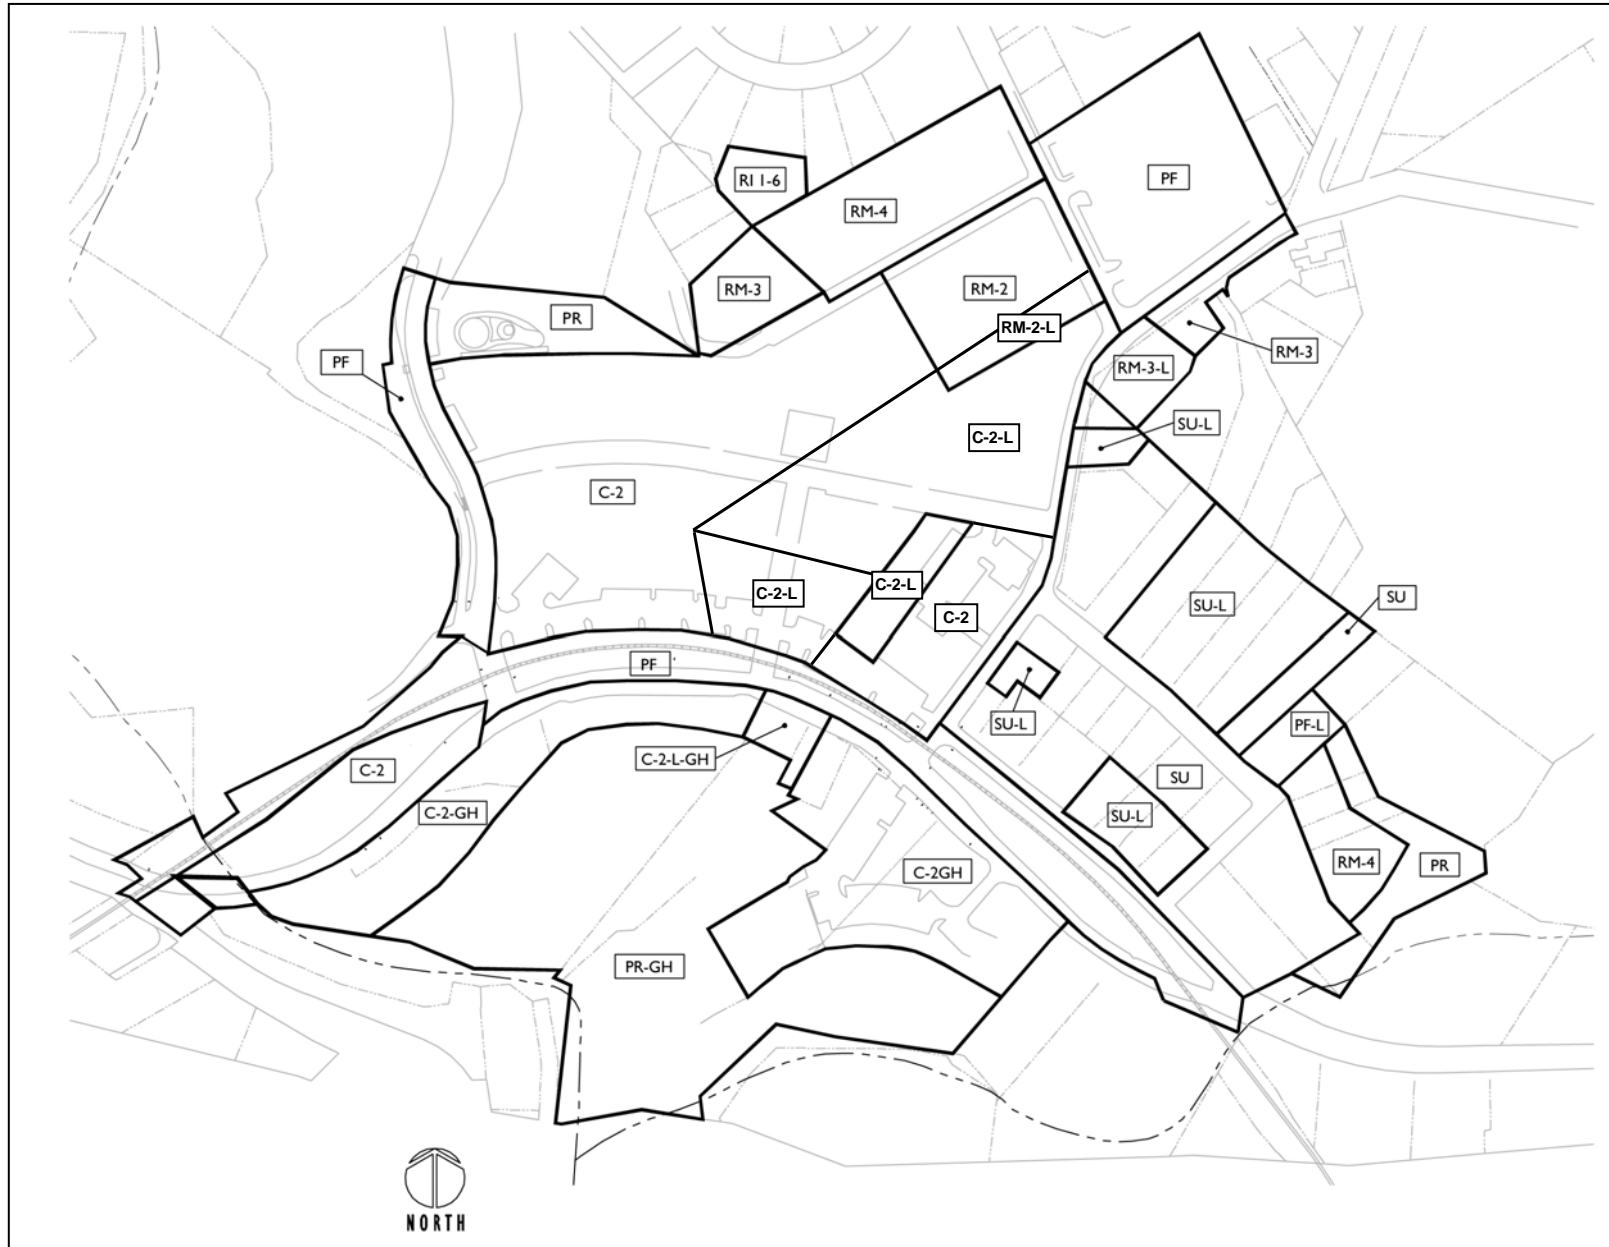 R1 1-6
PF
RM-4
RM-3
RM-2
PR
RM-2-L
PF
RM-3
RM-3-L
SU-L
C-2-L
C-2
C-2-L
C-2-L
C-2
SU-L
SU
PF
SU-L
PF-L
C-2-L-GH
C-2
SU
C-2-GH
SU-L
RM-4
PR
C-2GH
PR-GH
NORTH